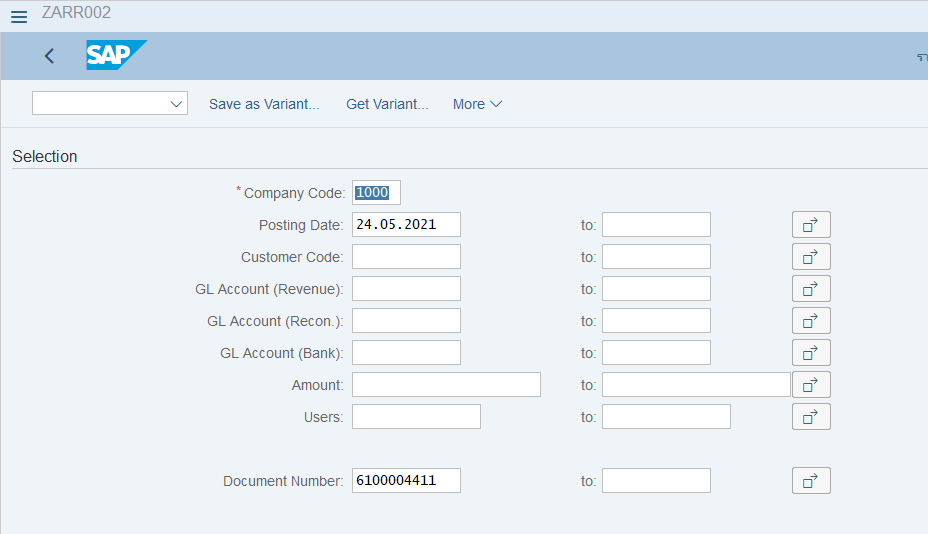 ZARR002
SAP
Save as Variant... Get Variant... More
Selection
* Company Code: 1000
Posting Date: 24.05.2021 to:
Customer Code: to:
GL Account (Revenue): to:
GL Account (Recon.): to:
GL Account (Bank): to:
Amount: to:
Users: to:
Document Number: 6100004411 to: